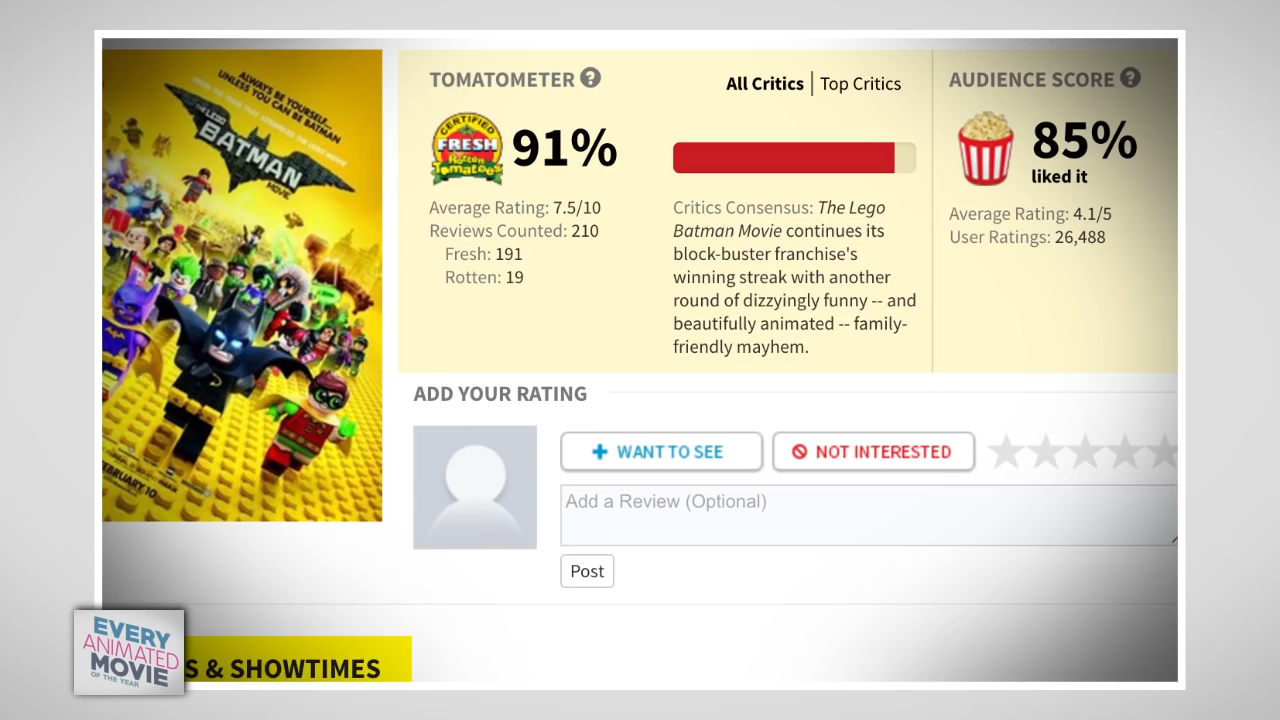 ALWAYS BE YOURSELF...
UNLESS YOU CAN BE BATMAN
THE LEGO
BATMAN
MOVIE
FEBRUARY 10
TOMATOMETER ?
All Critics | Top Critics
CERTIFIED
FRESH
Rotten
Tomatoes
91%
Average Rating: 7.5/10
Reviews Counted: 210
Fresh: 191
Rotten: 19
Critics Consensus: The Lego
Batman Movie continues its
block-buster franchise's
winning streak with another
round of dizzyingly funny -- and
beautifully animated -- family-
friendly mayhem.
AUDIENCE SCORE ?
85%
liked it
Average Rating: 4.1/5
User Ratings: 26,488
ADD YOUR RATING
WANT TO SEE
NOT INTERESTED
Add a Review (Optional)
Post
S & SHOWTIMES
EVERY
ANIMATED
MOVIE
OF THE YEAR